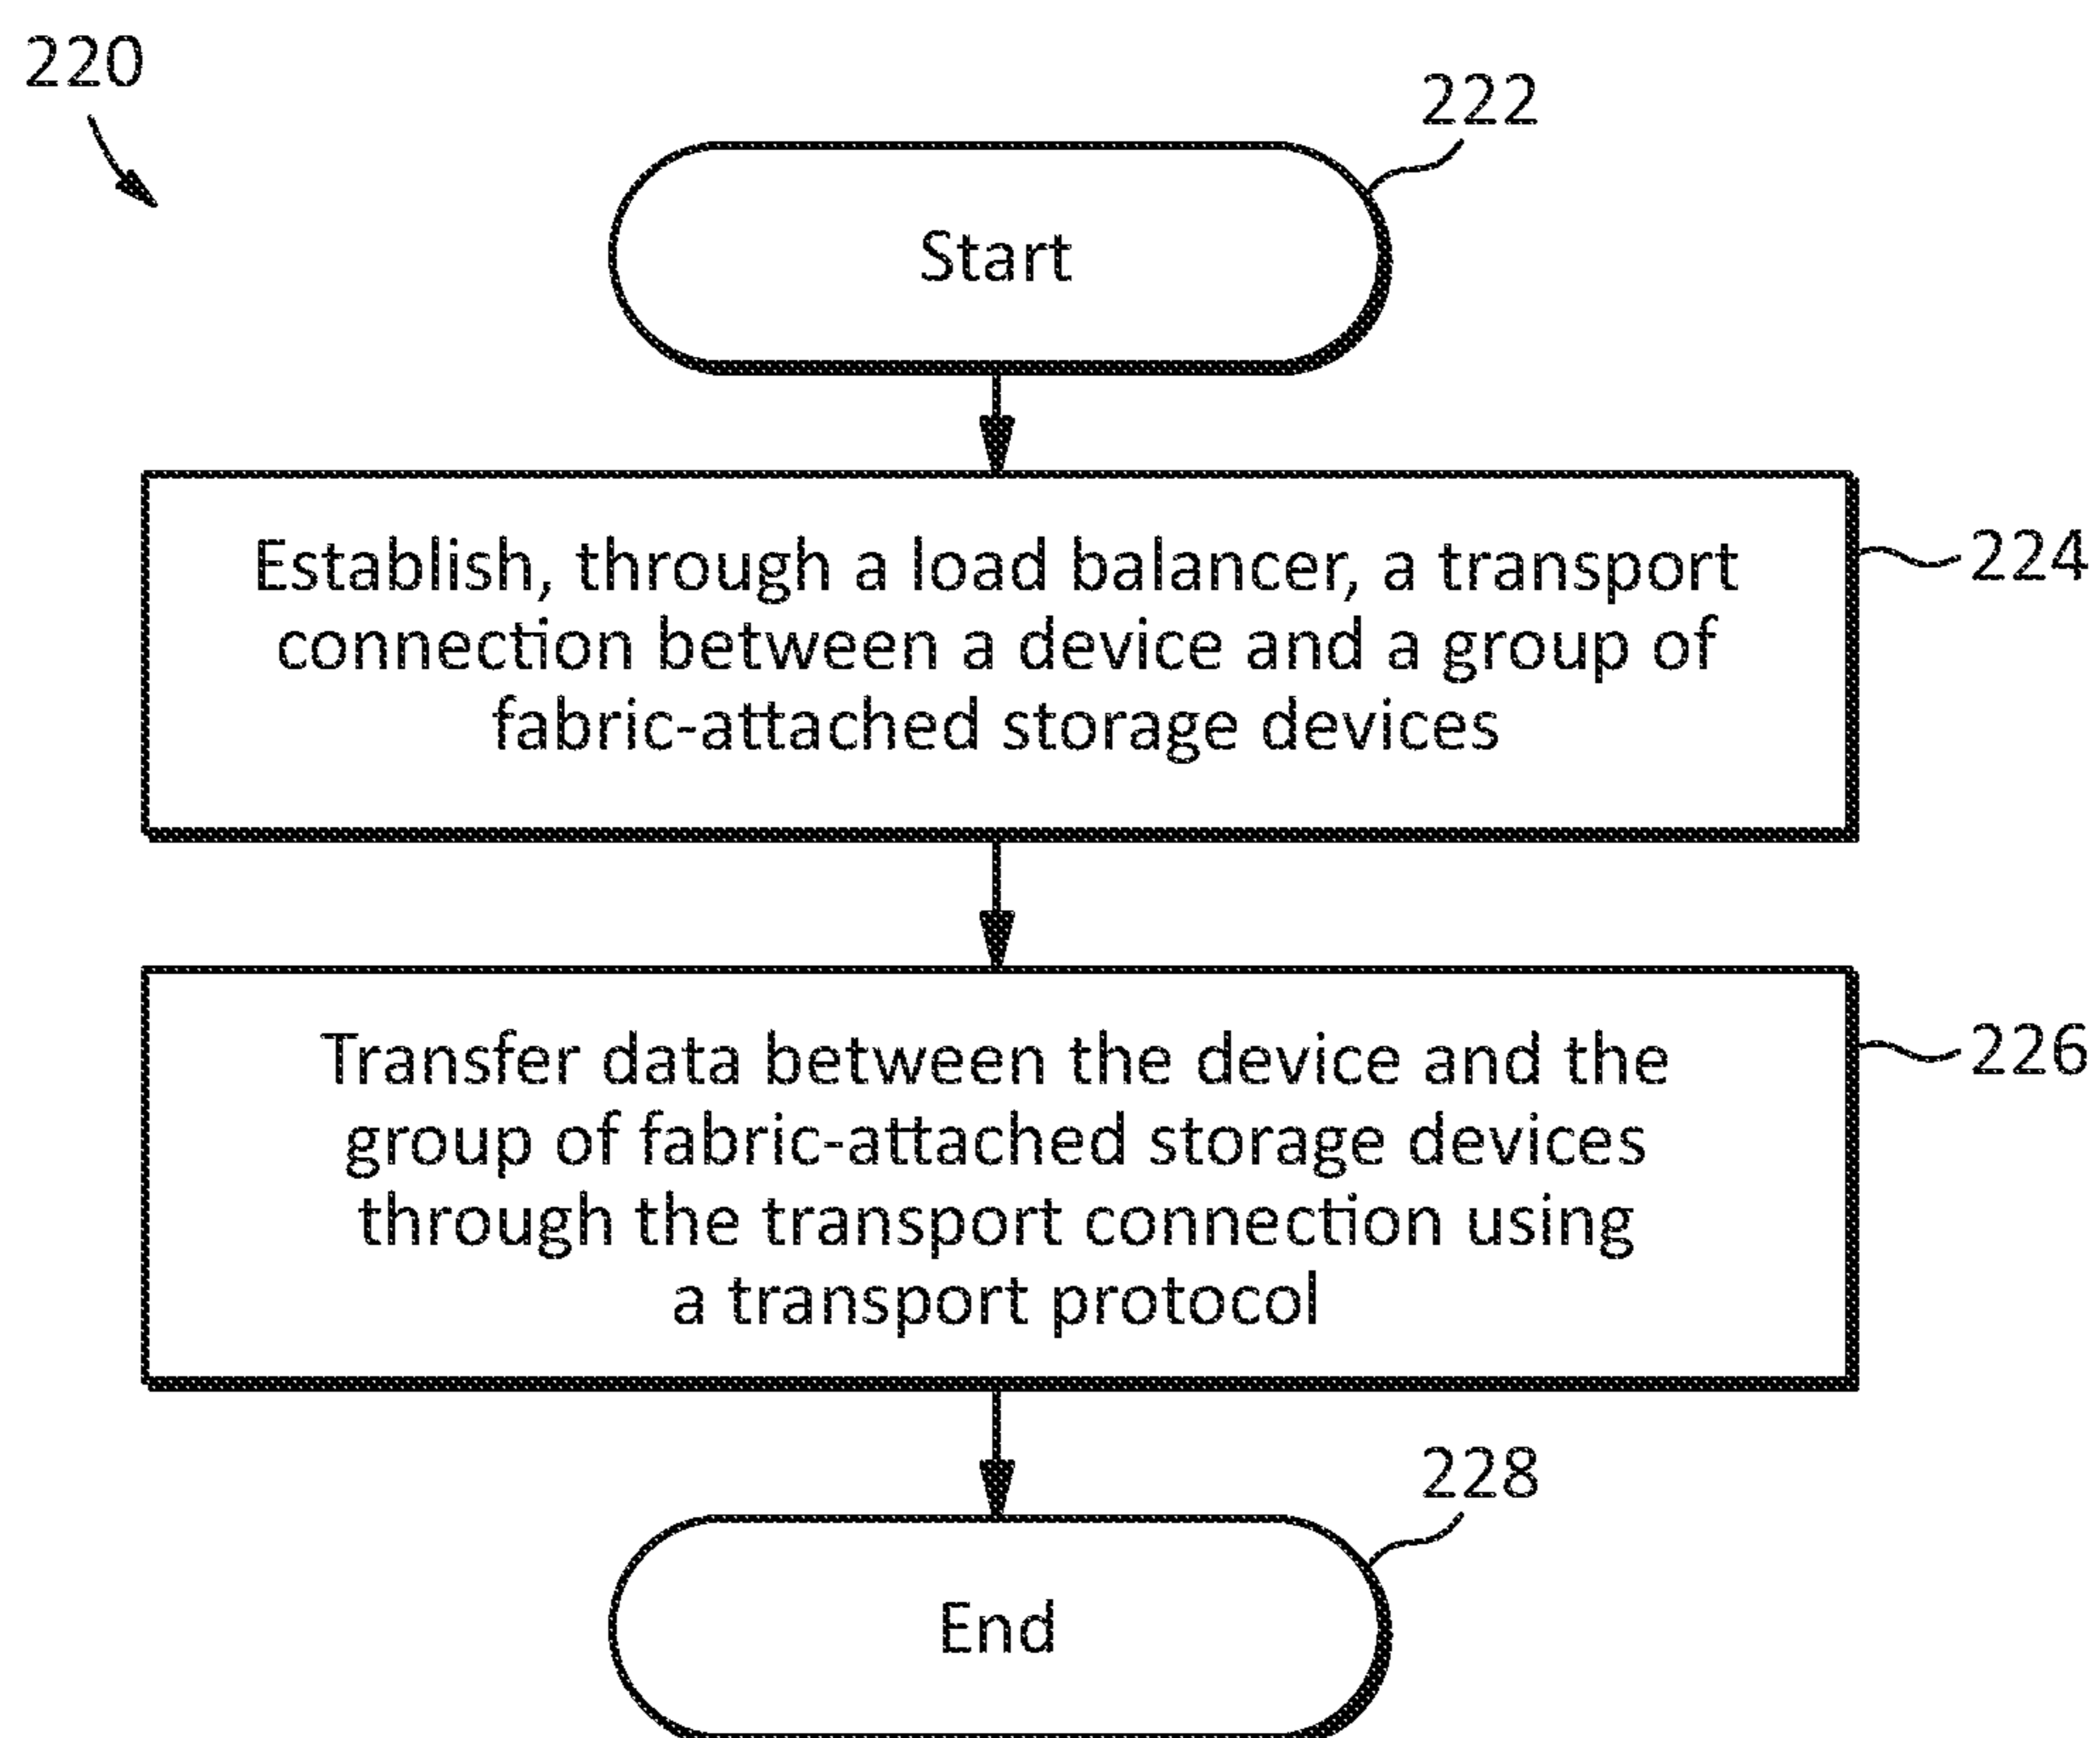 220
222
Start
Establish, through a load balancer, a transport
connection between a device and a group of
fabric-attached storage devices
224
Transfer data between the device and the
group of fabric-attached storage devices
through the transport connection using
a transport protocol
226
228
End